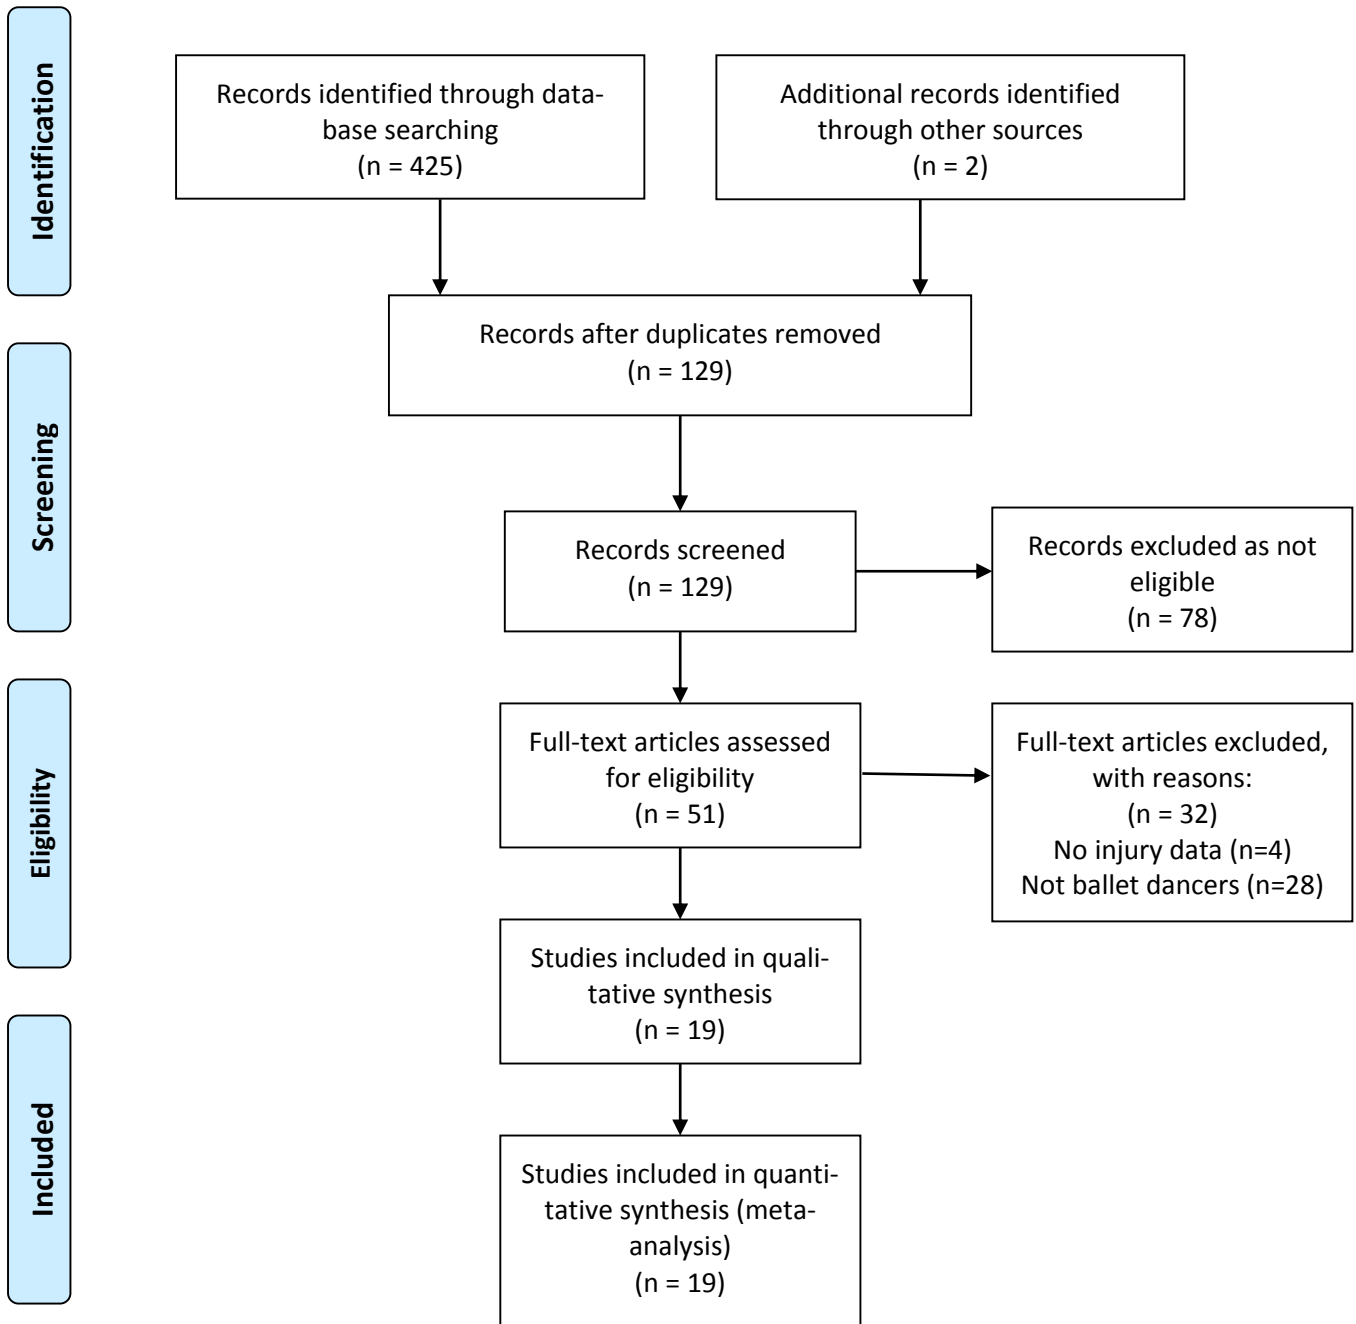 Identification
Records identified through data-
base searching
(n = 425)
Additional records identified
through other sources
(n = 2)
Records after duplicates removed
(n = 129)
Screening
Records screened
(n = 129)
Records excluded as not
eligible
(n = 78)
Eligibility
Full-text articles assessed
for eligibility
(n = 51)
Full-text articles excluded,
with reasons:
(n = 32)
No injury data (n=4)
Not ballet dancers (n=28)
Studies included in quali-
tative synthesis
(n = 19)
Included
Studies included in quanti-
tative synthesis (meta-
analysis)
(n = 19)